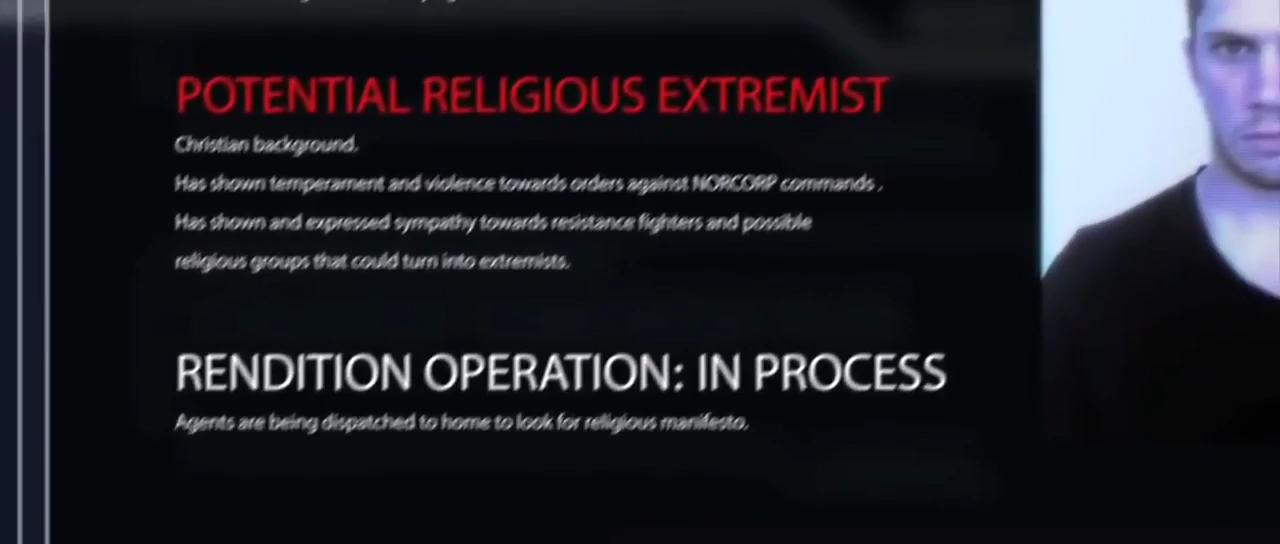 POTENTIAL RELIGIOUS EXTREMIST
Christian background.
Has shown temperament and violence towards orders against NORCORP commands .
Has shown and expressed sympathy towards resistance fighters and possible
religious groups that could turn into extremists.
RENDITION OPERATION: IN PROCESS
Agents are being dispatched to home to look for religious manifesto.